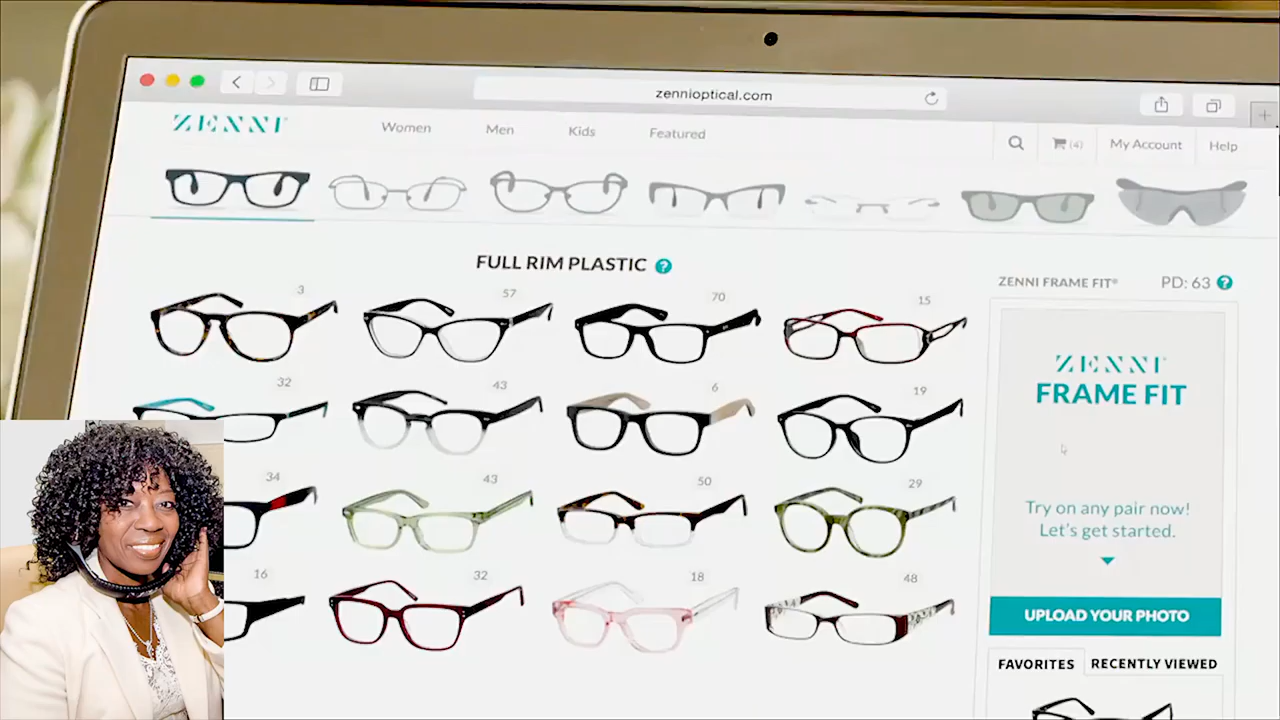 zennioptical.com
ZENNI
Women
Men
Kids
Featured
(4)
My Account
Help
FULL RIM PLASTIC ?
ZENNI FRAME FIT®
PD: 63 ?
3
57
70
15
32
43
6
19
34
43
50
29
16
32
18
48
ZENNI
FRAME FIT
Try on any pair now!
Let's get started.
UPLOAD YOUR PHOTO
FAVORITES
RECENTLY VIEWED